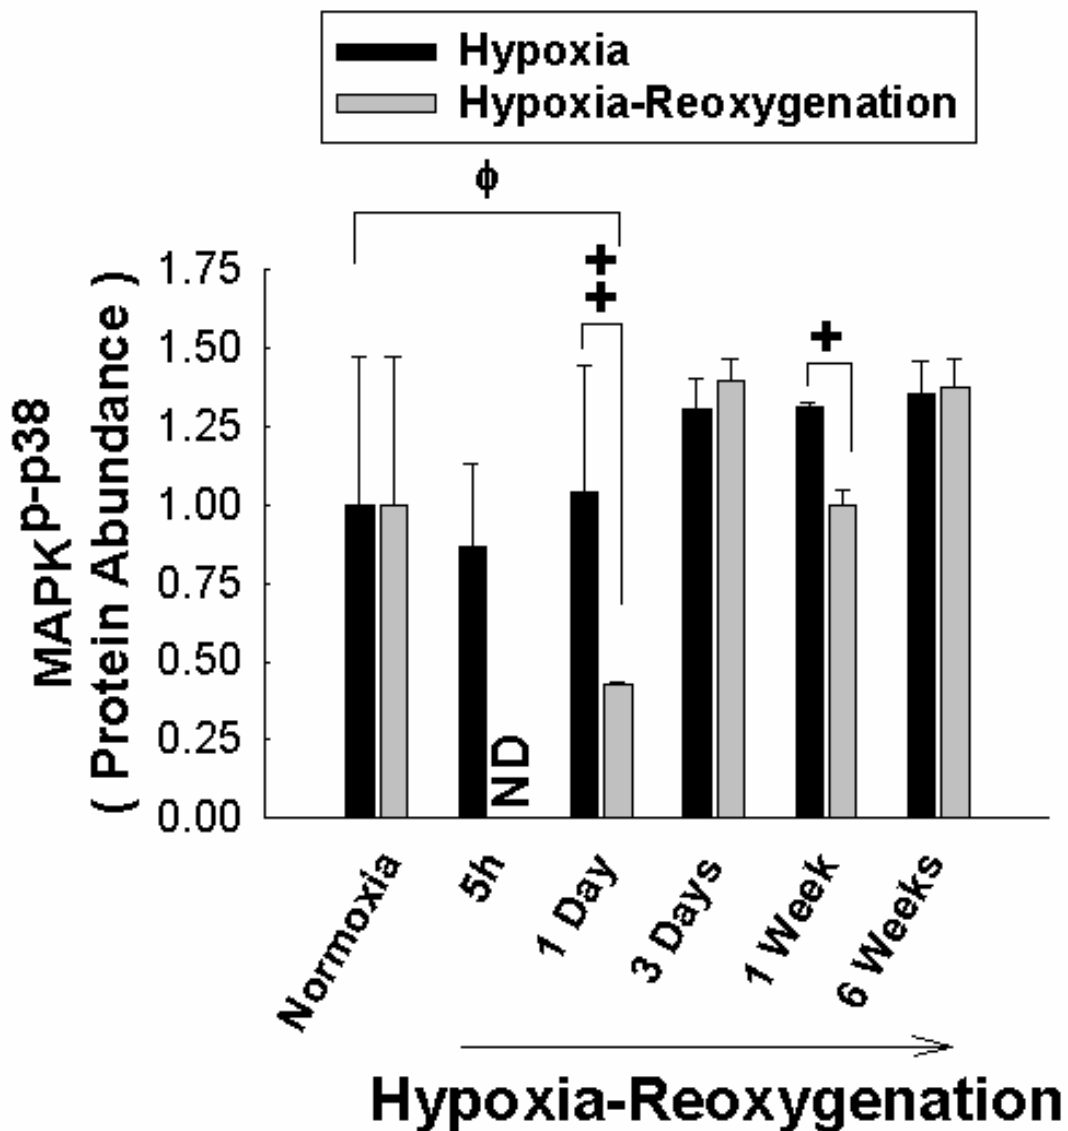 Hypoxia
Hypoxia-Reoxygenation
ϕ
++
+
MAPK p-p38
( Protein Abundance )
1.75
1.50
1.25
1.00
0.75
0.50
0.25
0.00
ND
Normoxia
5h
1 Day
3 Days
1 Week
6 Weeks
Hypoxia-Reoxygenation